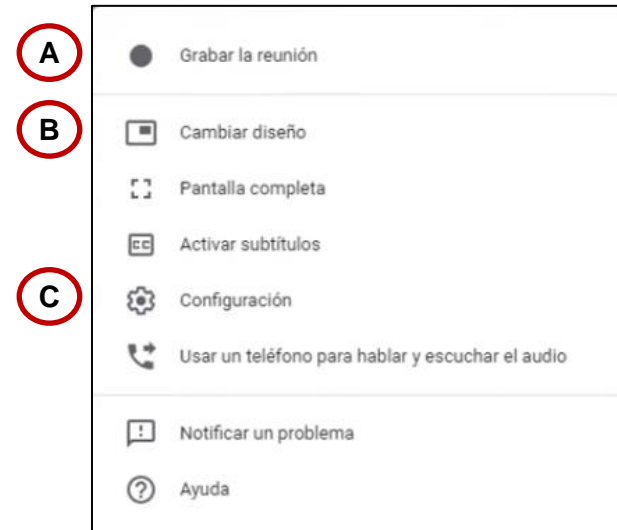 A Grabar la reunión
B Cambiar diseño
Pantalla completa
CC Activar subtítulos
C Configuración
Usar un teléfono para hablar y escuchar el audio
Notificar un problema
Ayuda